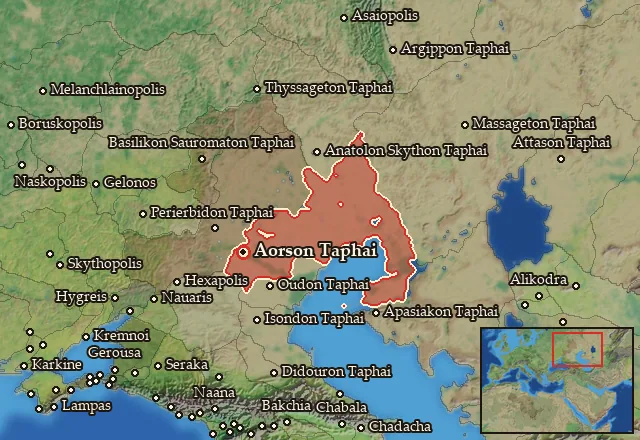 Asaiopolis
Argippon Taphai
Melanchlainopolis
Thyssageton Taphai
Boruskopolis
Massageton Taphai
Basilikon Sauromaton Taphai
Anatolon Skython Taphai
Attason Taphai
Naskopolis
Gelonos
Perierbidon Taphai
Aorson Taphai
Skythopolis
Hexapolis
Oudon Taphai
Alikodra
Hygreis
Nauaris
Isondon Taphai
Apasiakon Taphai
Kremnoi
Gerousa
Karkine
Seraka
Didouron Taphai
Naana
Lampas
Bakchia
Chabala
Chadacha